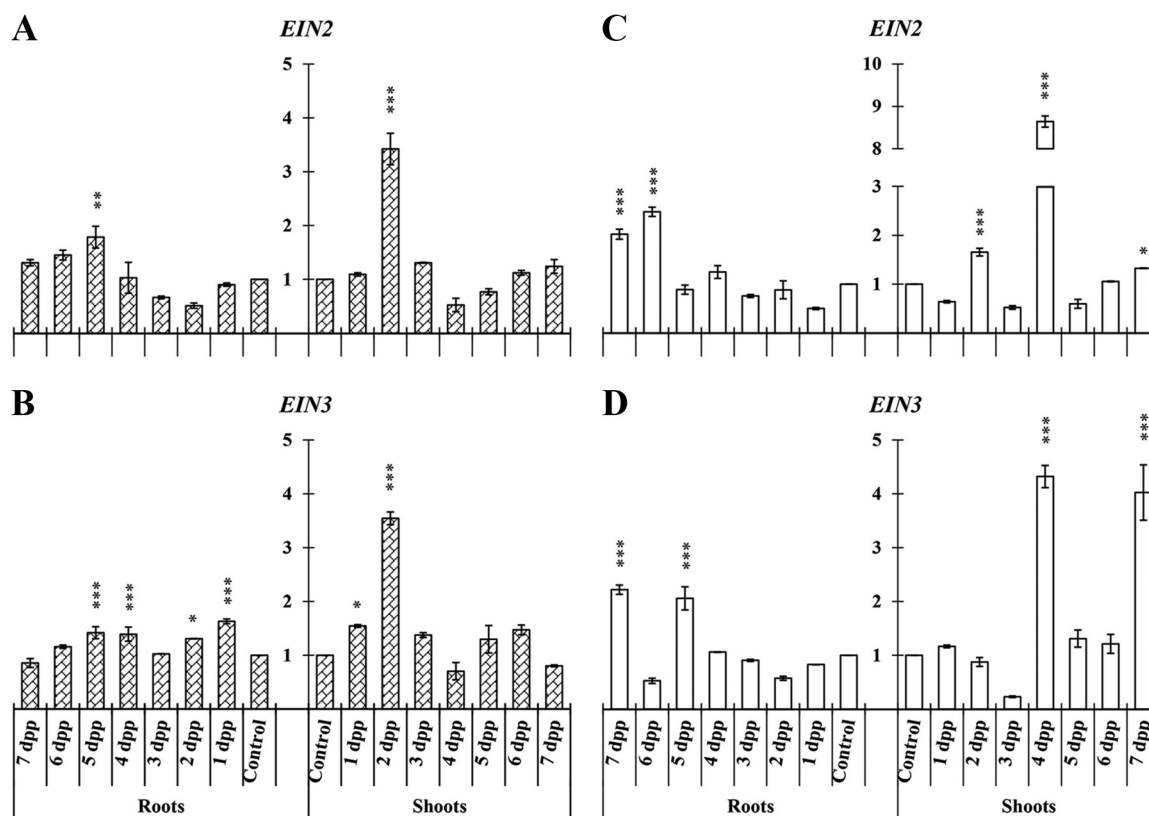 A
EIN2
5
4
3
2
1
**
***
C
EIN2
10
9
8
3
2
1
***
***
***
***
*
B
EIN3
5
4
3
2
1
***
***
*
***
*
***
7 dpp
6 dpp
5 dpp
4 dpp
3 dpp
2 dpp
1 dpp
Control
Control
1 dpp
2 dpp
3 dpp
4 dpp
5 dpp
6 dpp
7 dpp
Roots
Shoots
D
EIN3
5
4
3
2
1
***
***
***
***
7 dpp
6 dpp
5 dpp
4 dpp
3 dpp
2 dpp
1 dpp
Control
Control
1 dpp
2 dpp
3 dpp
4 dpp
5 dpp
6 dpp
7 dpp
Roots
Shoots